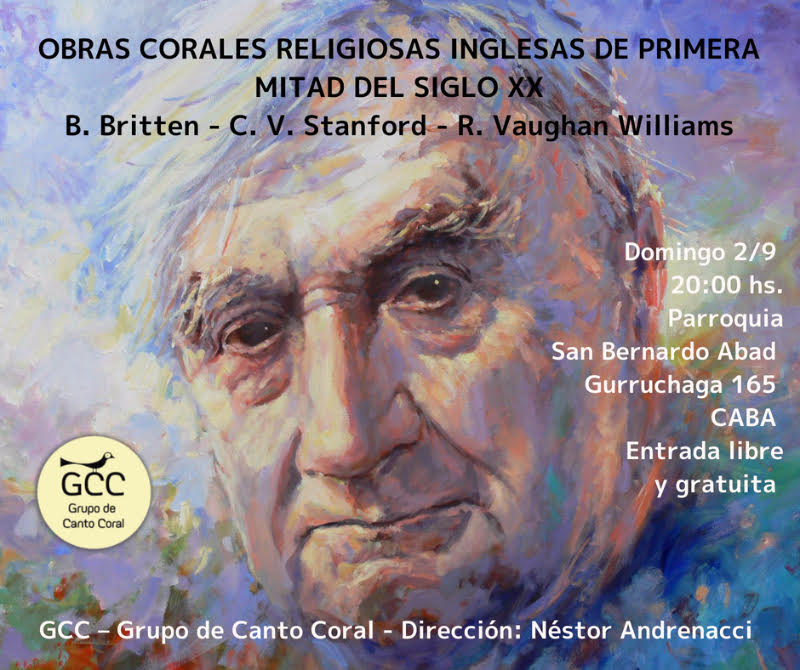 OBRAS CORALES RELIGIOSAS INGLESAS DE PRIMERA
MITAD DEL SIGLO XX
B. Britten - C. V. Stanford - R. Vaughan Williams
Domingo 2/9
20:00 hs.
Parroquia
San Bernardo Abad
Gurruchaga 165
CABA
Entrada libre
y gratuita
GCC
Grupo de
Canto Coral
GCC – Grupo de Canto Coral - Dirección: Néstor Andrenacci